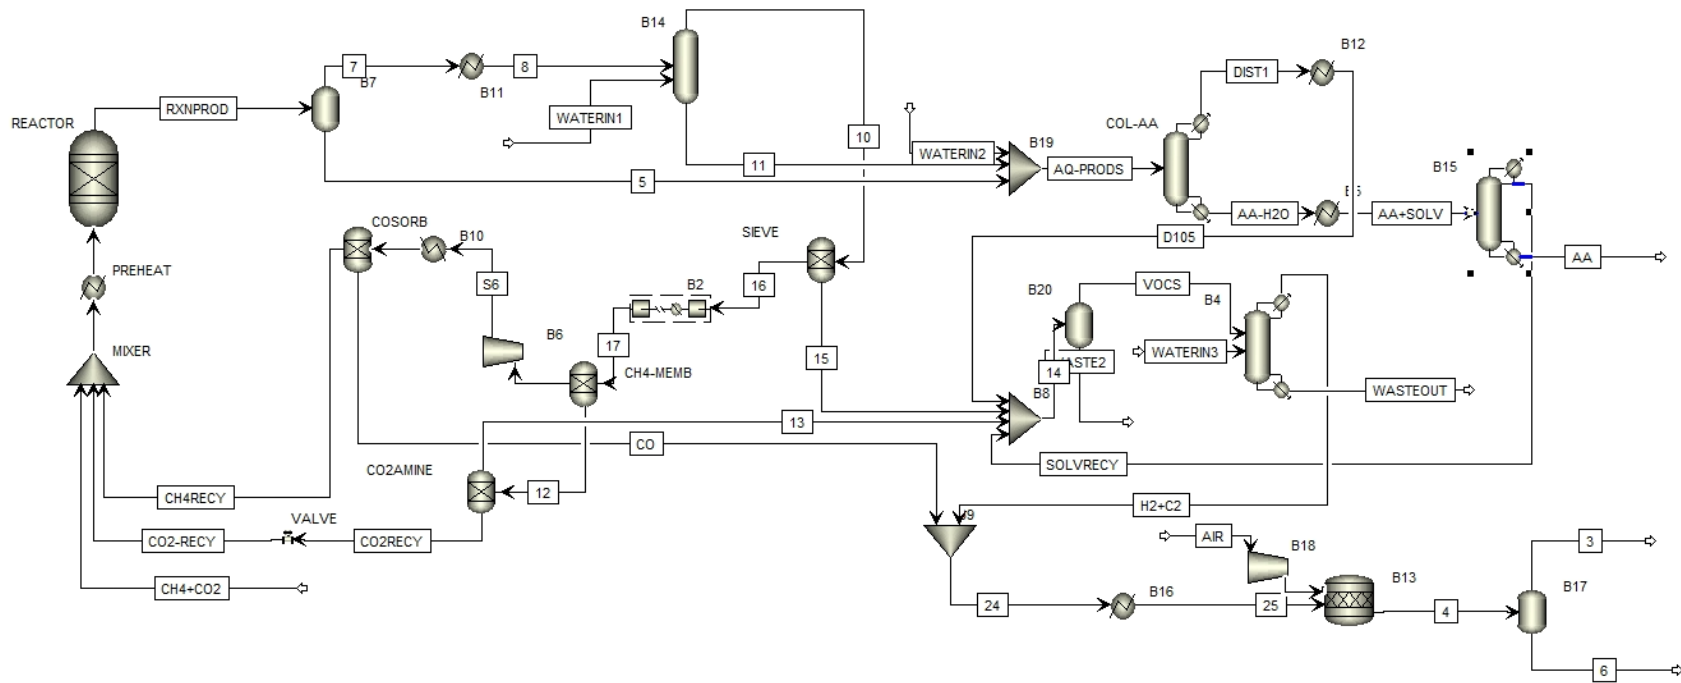 B14
B12
7
8
DIST1
B7
B11
RXNPROD
WATERIN1
REACTOR
COL-AA
10
B19
WATERIN2
11
AQ-PRODS
B15
5
AA-H2O
AA+SOLV
COSORB
B10
SIEVE
D105
AA
PREHEAT
S6
16
B2
B20
VOCS
B4
B6
17
MIXER
15
WATERIN3
CH4-MEMB
14
B8
WASTEOUT
13
CO
SOLVRECY
CO2AMINE
12
CH4RECY
H2+C2
VALVE
CO2-RECY
CO2RECY
AIR
B18
3
CH4+CO2
B16
B13
B17
24
25
4
6